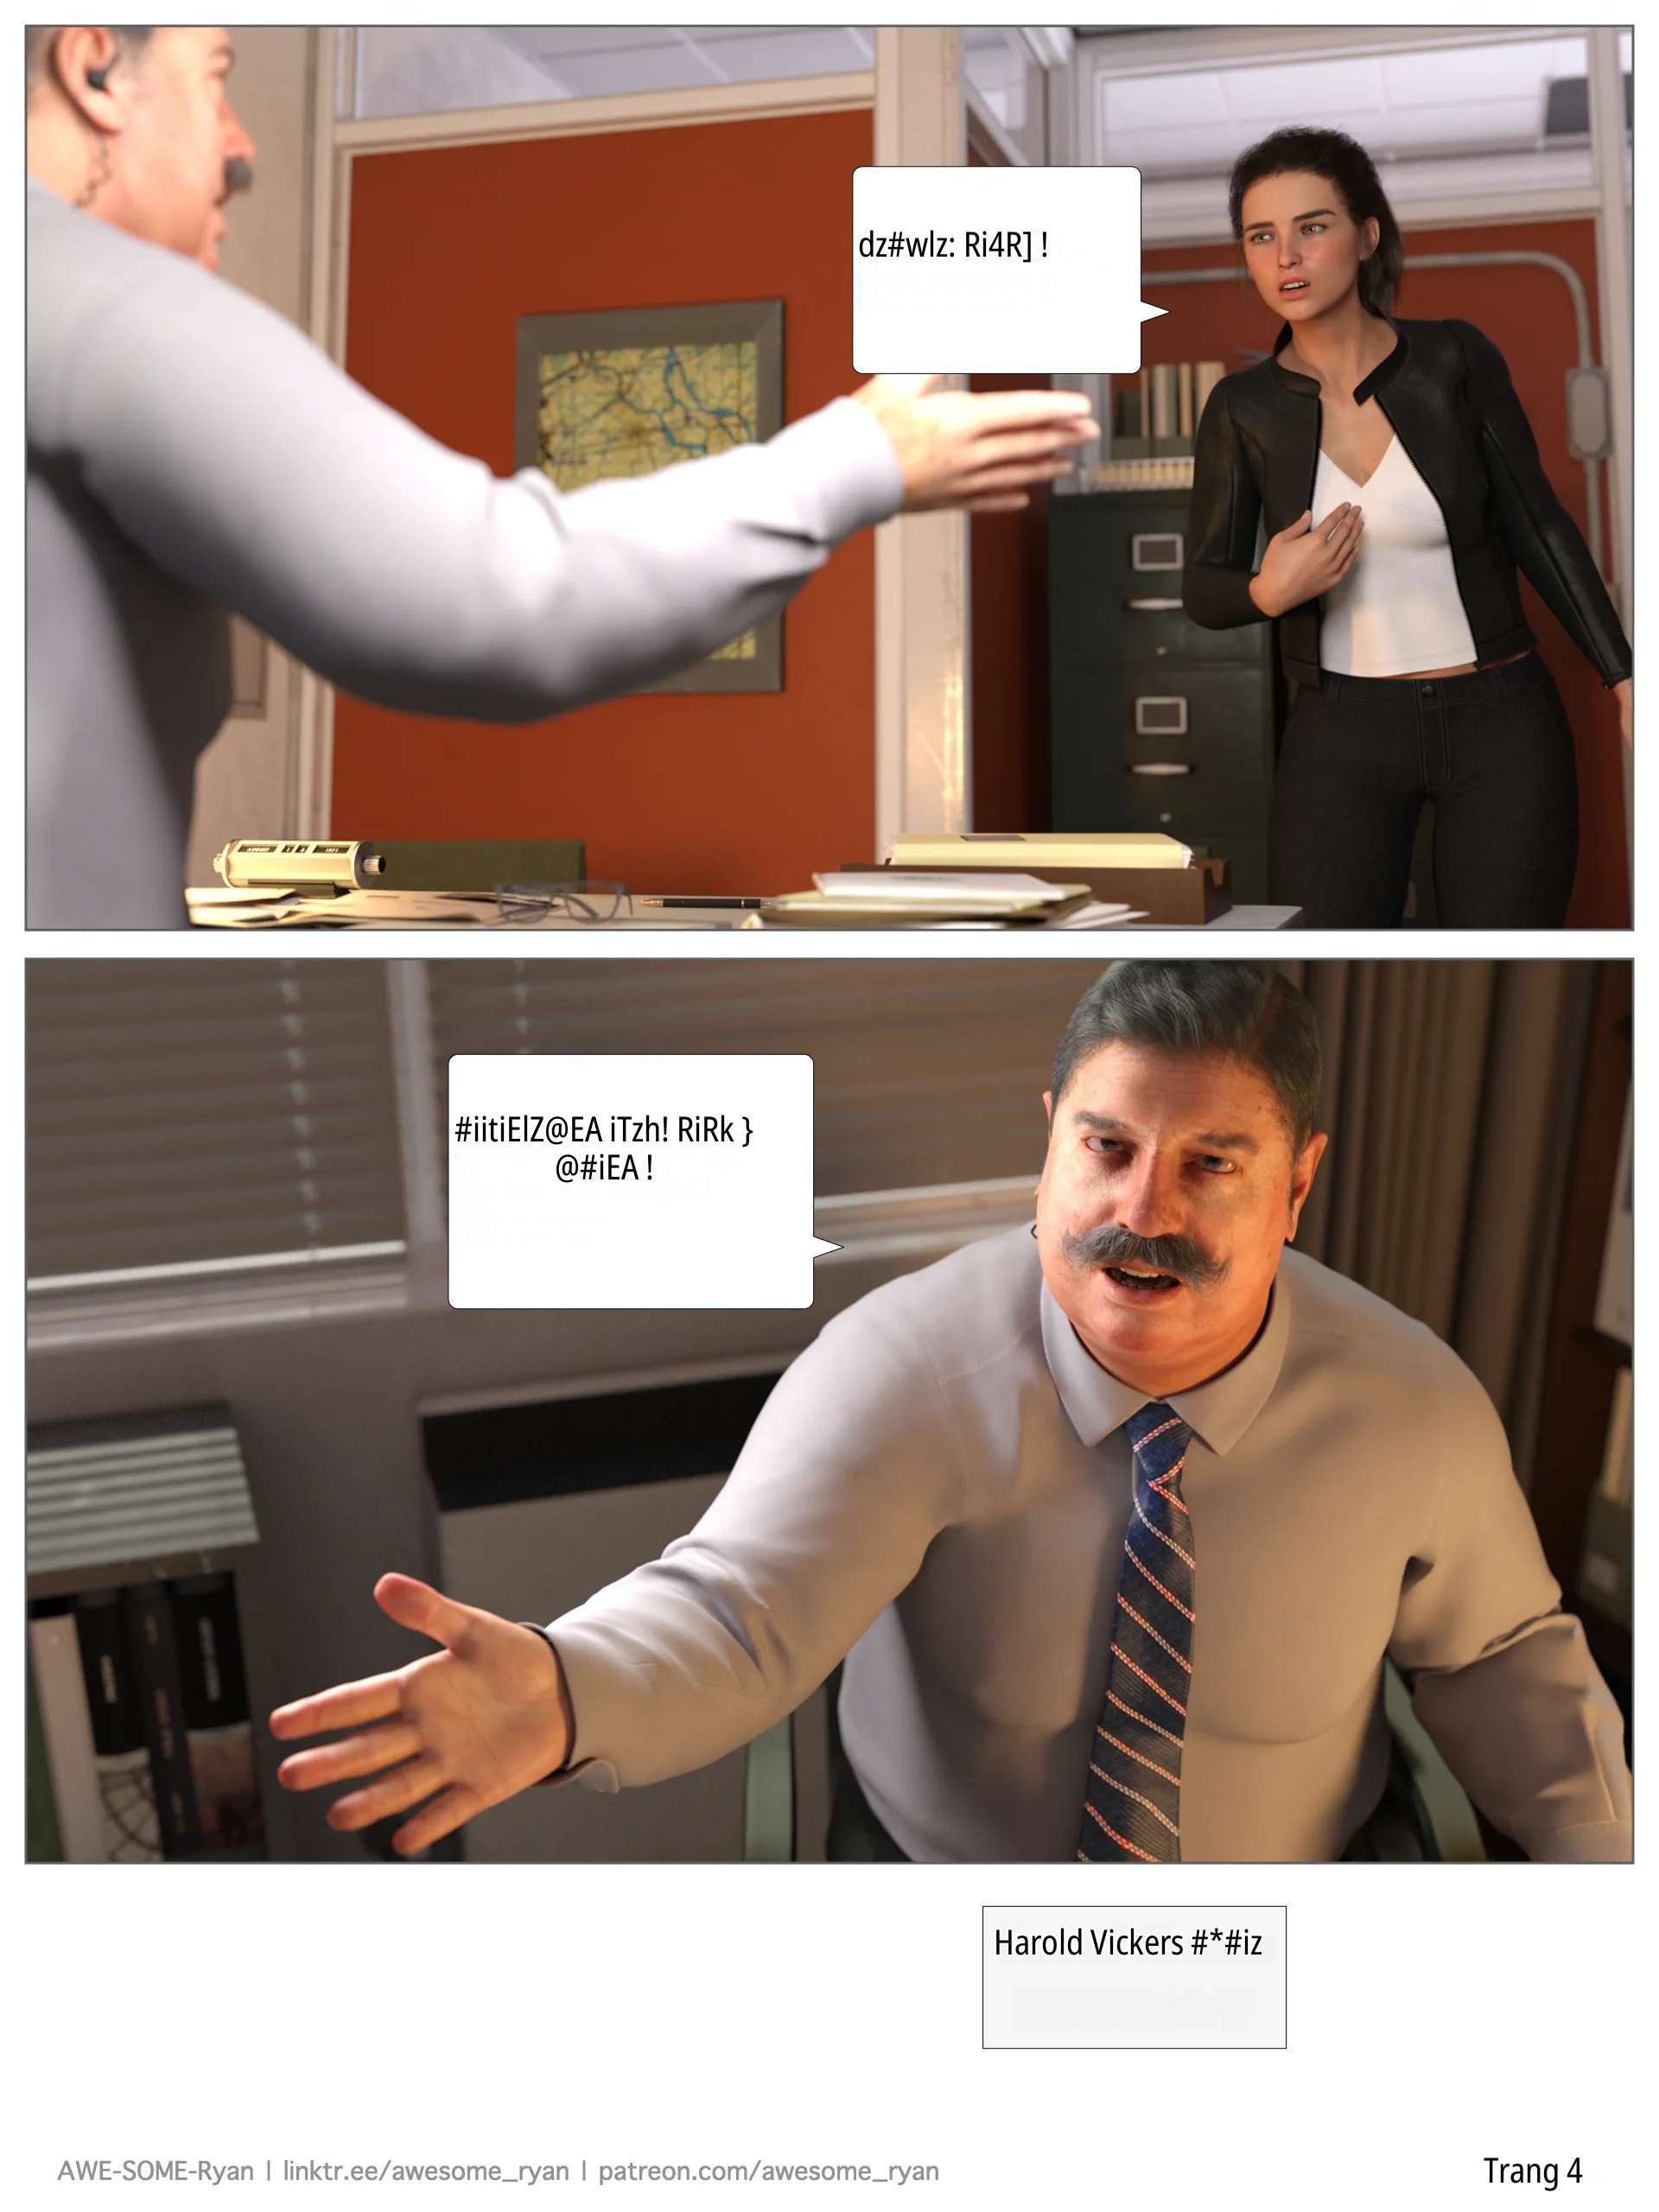 dz#wlz: Ri4R] !
#iitiElZ@EA iTzh! RiRk }
@#iEA !
Harold Vickers #*#iz
AWE-SOME-Ryan | linktr.ee/awesome_ryan | patreon.com/awesome_ryan
Trang 4